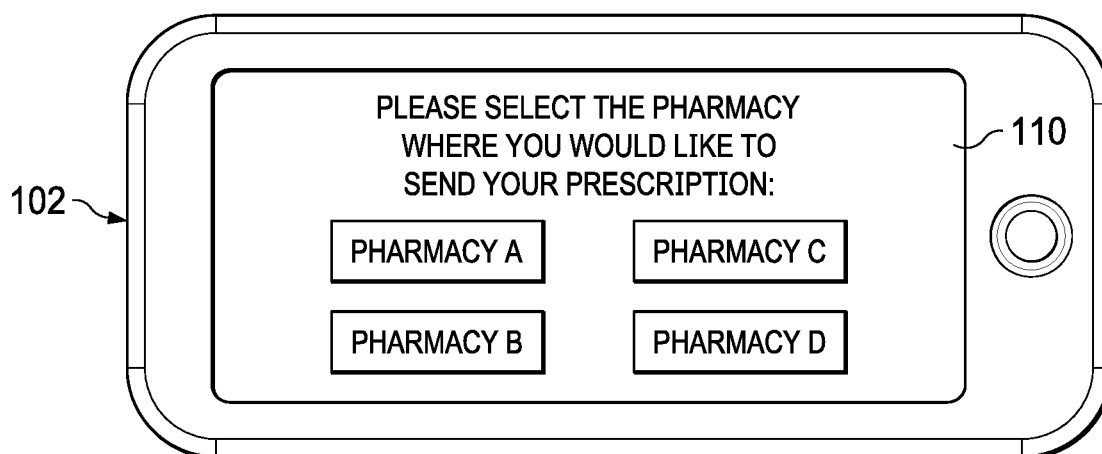 PLEASE SELECT THE PHARMACY
WHERE YOU WOULD LIKE TO
SEND YOUR PRESCRIPTION:
110
102
PHARMACY A
PHARMACY C
PHARMACY B
PHARMACY D